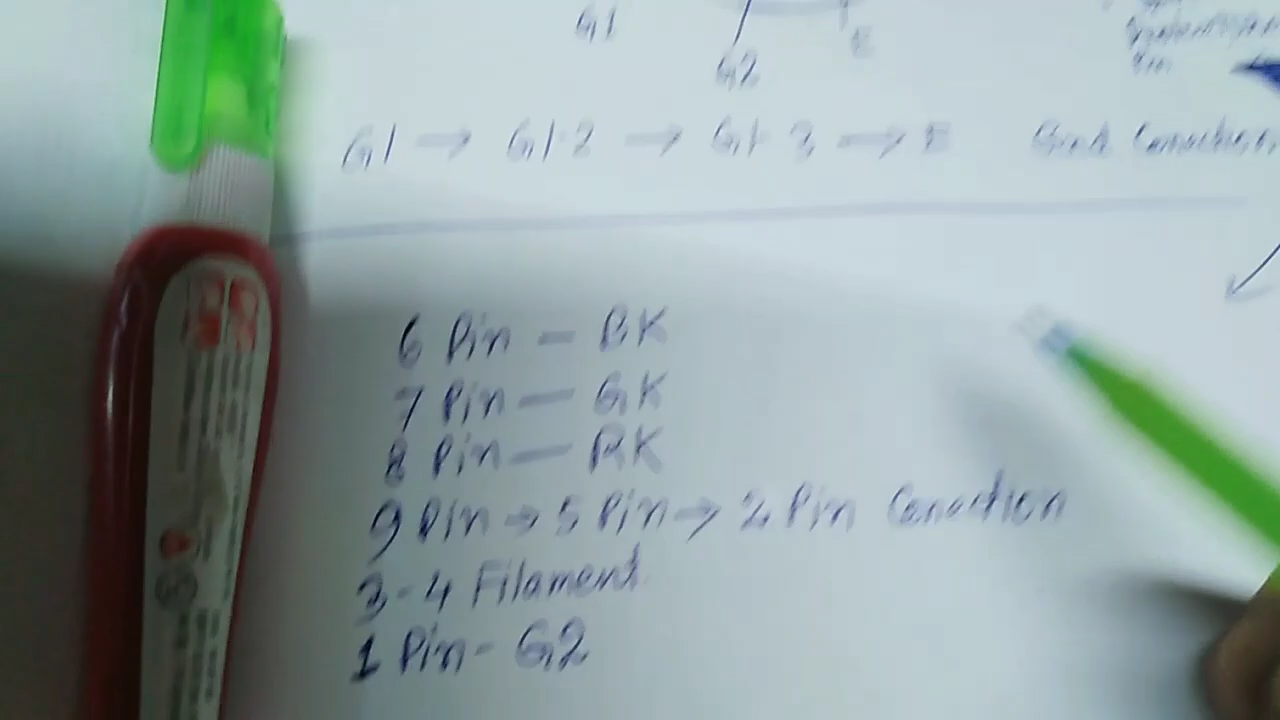 G1
G2
E
G1 → G1·2 → G1·3 → E
6 Pin — BK
7 Pin — GK
8 Pin — RK
9 Pin → 5 Pin → 2 Pin Conection
3-4 Filament
1 Pin - G2